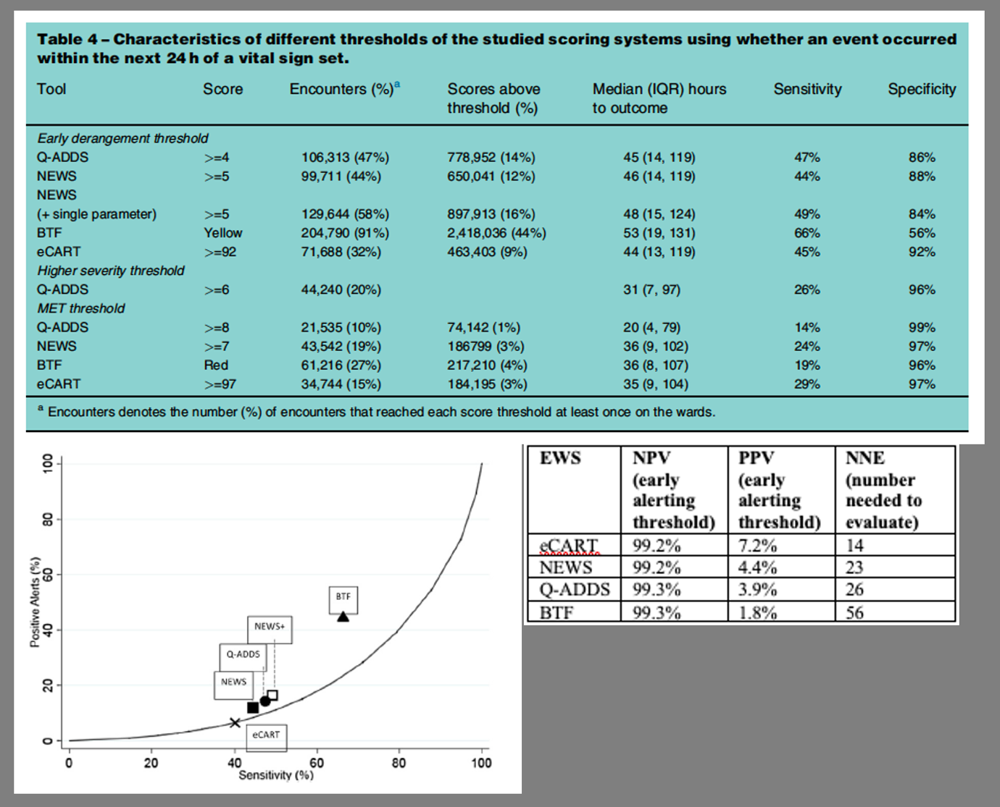 Table 4 – Characteristics of different thresholds of the studied scoring systems using whether an event occurred
within the next 24 h of a vital sign set.
Tool Score Encounters (%)a Scores above threshold (%) Median (IQR) hours to outcome Sensitivity Specificity
Early derangement threshold
Q-ADDS >=4 106,313 (47%) 778,952 (14%) 45 (14, 119) 47% 86%
NEWS >=5 99,711 (44%) 650,041 (12%) 46 (14, 119) 44% 88%
NEWS
(+ single parameter) >=5 129,644 (58%) 897,913 (16%) 48 (15, 124) 49% 84%
BTF Yellow 204,790 (91%) 2,418,036 (44%) 53 (19, 131) 66% 56%
eCART >=92 71,688 (32%) 463,403 (9%) 44 (13, 119) 45% 92%
Higher severity threshold
Q-ADDS >=6 44,240 (20%) 31 (7, 97) 26% 96%
MET threshold
Q-ADDS >=8 21,535 (10%) 74,142 (1%) 20 (4, 79) 14% 99%
NEWS >=7 43,542 (19%) 186799 (3%) 36 (9, 102) 24% 97%
BTF Red 61,216 (27%) 217,210 (4%) 36 (8, 107) 19% 96%
eCART >=97 34,744 (15%) 184,195 (3%) 35 (9, 104) 29% 97%
a Encounters denotes the number (%) of encounters that reached each score threshold at least once on the wards.
Positive Alerts (%)
100
80
60
40
20
0
BTF
NEWS+
Q-ADDS
NEWS
eCART
0 20 40 60 80 100
Sensitivity (%)
EWS NPV (early alerting threshold) PPV (early alerting threshold) NNE (number needed to evaluate)
eCART 99.2% 7.2% 14
NEWS 99.2% 4.4% 23
Q-ADDS 99.3% 3.9% 26
BTF 99.3% 1.8% 56